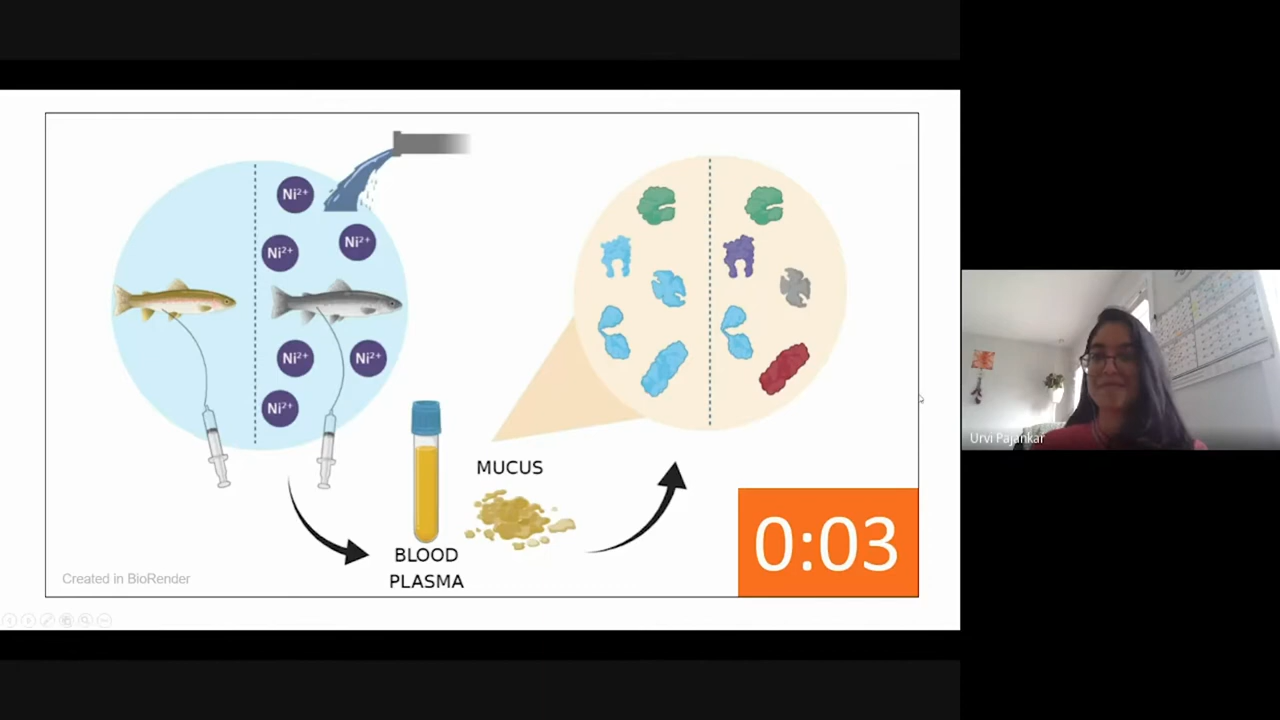 Ni²⁺
Ni²⁺
Ni²⁺
Ni²⁺
Ni²⁺
Ni²⁺
MUCUS
BLOOD
PLASMA
0:03
Created in BioRender
Urvi Pajankar